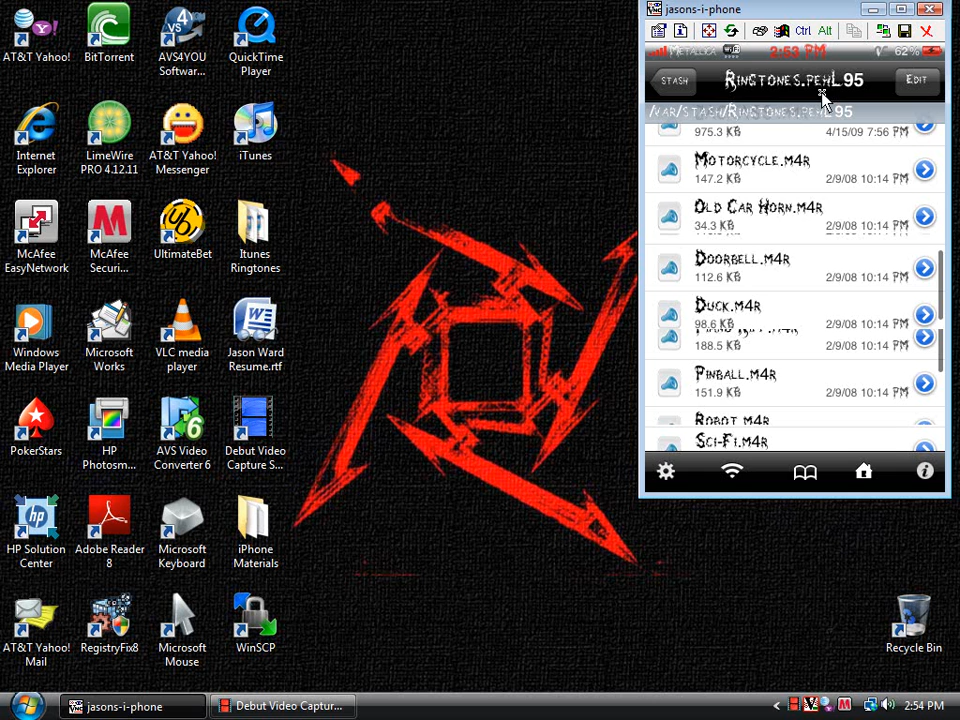 AT&T Yahoo!
BitTorrent
AVS4YOU
Softwar...
QuickTime
Player
Internet
Explorer
LimeWire
PRO 4.12.11
AT&T Yahoo!
Messenger
iTunes
McAfee
EasyNetwork
McAfee
Securi...
UltimateBet
Itunes
Ringtones
Windows
Media Player
Microsoft
Works
VLC media
player
Jason Ward
Resume.rtf
PokerStars
HP
Photosm...
AVS Video
Converter 6
Debut Video
Capture S...
HP Solution
Center
Adobe Reader
8
Microsoft
Keyboard
iPhone
Materials
AT&T Yahoo!
Mail
RegistryFix8
Microsoft
Mouse
WinSCP
Recycle Bin
jasons-i-phone
Ctrl Alt
Metallica 2:53 PM 62%
Stash Ringtones.pehL95 Edit
/var/stash/Ringtones.pehL95
975.3 KB 4/15/09 7:56 PM
Motorcycle.m4r
147.2 KB 2/9/08 10:14 PM
Old Car Horn.m4r
34.3 KB 2/9/08 10:14 PM
Doorbell.m4r
112.6 KB 2/9/08 10:14 PM
Duck.m4r
98.6 KB 2/9/08 10:14 PM
Piano Riff.m4r
188.5 KB 2/9/08 10:14 PM
Pinball.m4r
151.9 KB 2/9/08 10:14 PM
Robot.m4r
Sci-Fi.m4r
jasons-i-phone
Debut Video Captur...
2:54 PM